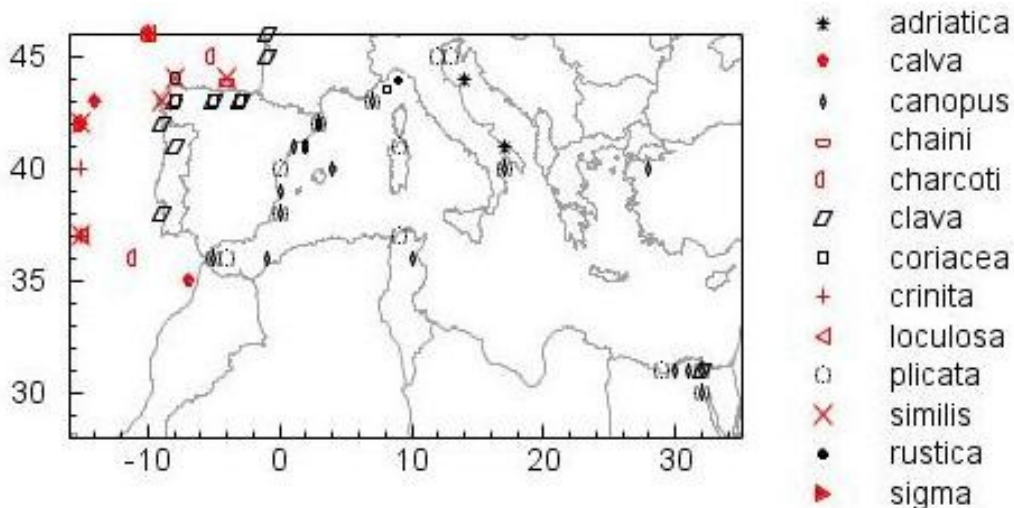 45
40
35
30
-10
0
10
20
30
adriatica
calva
canopus
chaini
charcoti
clava
coriacea
crinita
loculosa
plicata
similis
rustica
sigma